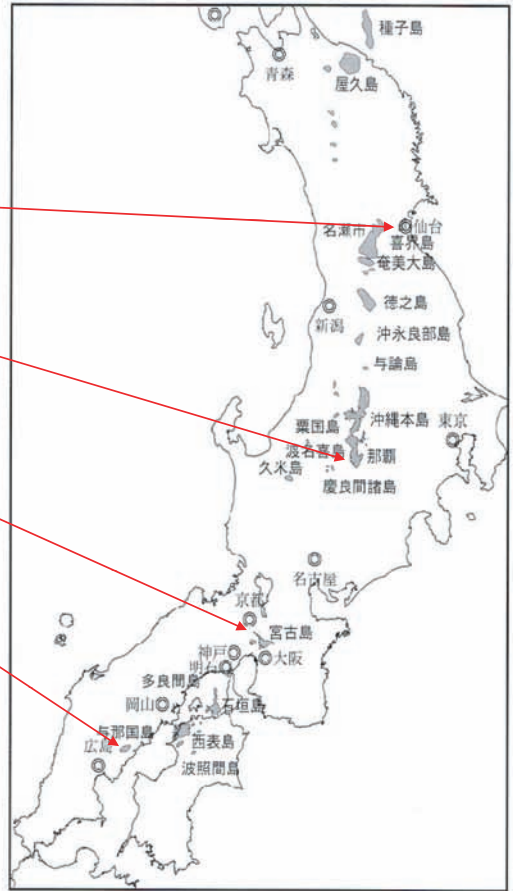 種子島
青森
屋久島
名瀬市
仙台
喜界島
奄美大島
徳之島
新潟
沖永良部島
与論島
粟国島
沖縄本島
東京
渡名喜島
那覇
久米島
慶良間諸島
名古屋
京都
宮古島
神戸
大阪
明石
多良間島
岡山
石垣島
与那国島
西表島
広島
波照間島